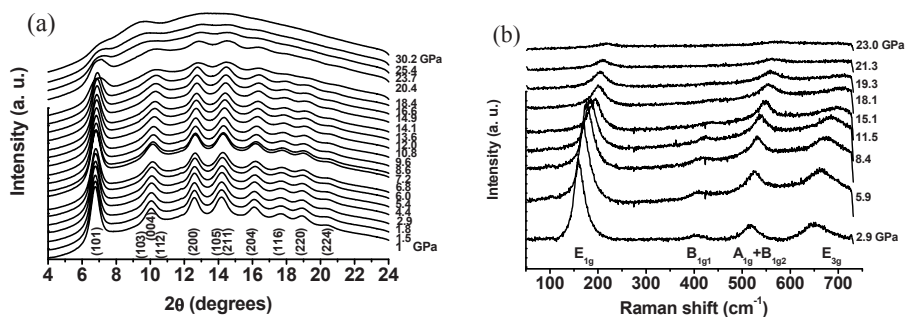 (a)
Intensity (a. u.)
30.2 GPa
25.4
23.7
20.4
18.4
14.9
14.1
13.6
12.0
10.8
9.6
8.6
7.2
6.8
6.0
5.4
4.4
2.9
1.8
1.5
1 GPa
(101)
(103)
(004)
(112)
(200)
(105)
(211)
(204)
(116)
(220)
(224)
4 6 8 10 12 14 16 18 20 22 24
2θ (degrees)
(b)
Intensity (a. u.)
23.0 GPa
21.3
19.3
18.1
15.1
11.5
8.4
5.9
2.9 GPa
E1g B1g1 A1g+B1g2 E3g
100 200 300 400 500 600 700
Raman shift (cm-1)